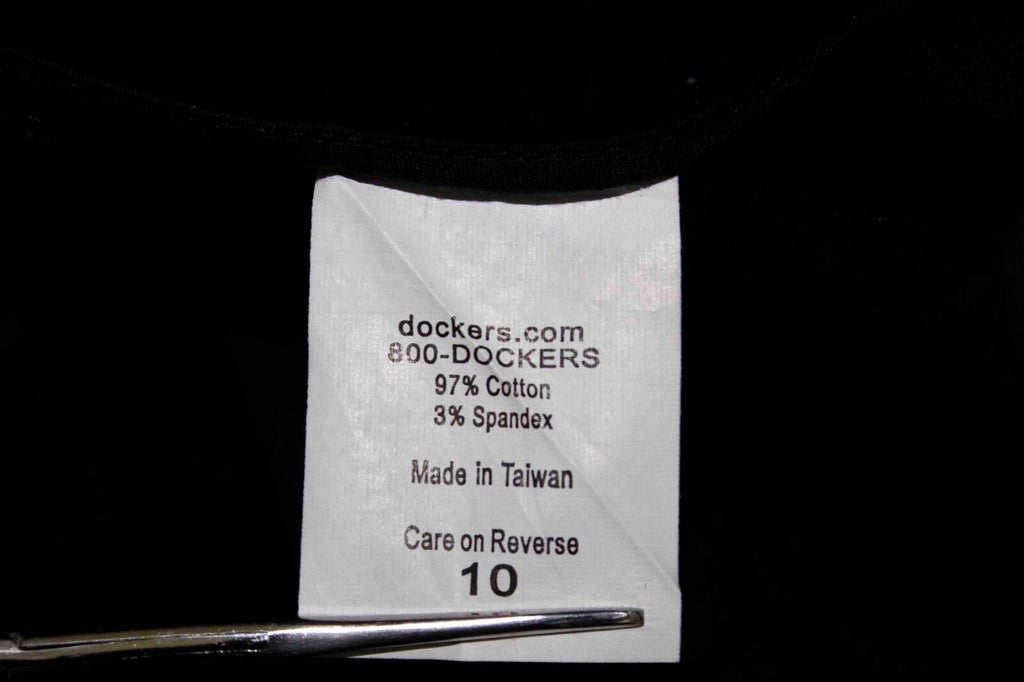 dockers.com
800-DOCKERS
97% Cotton
3% Spandex
Made in Taiwan
Care on Reverse
10